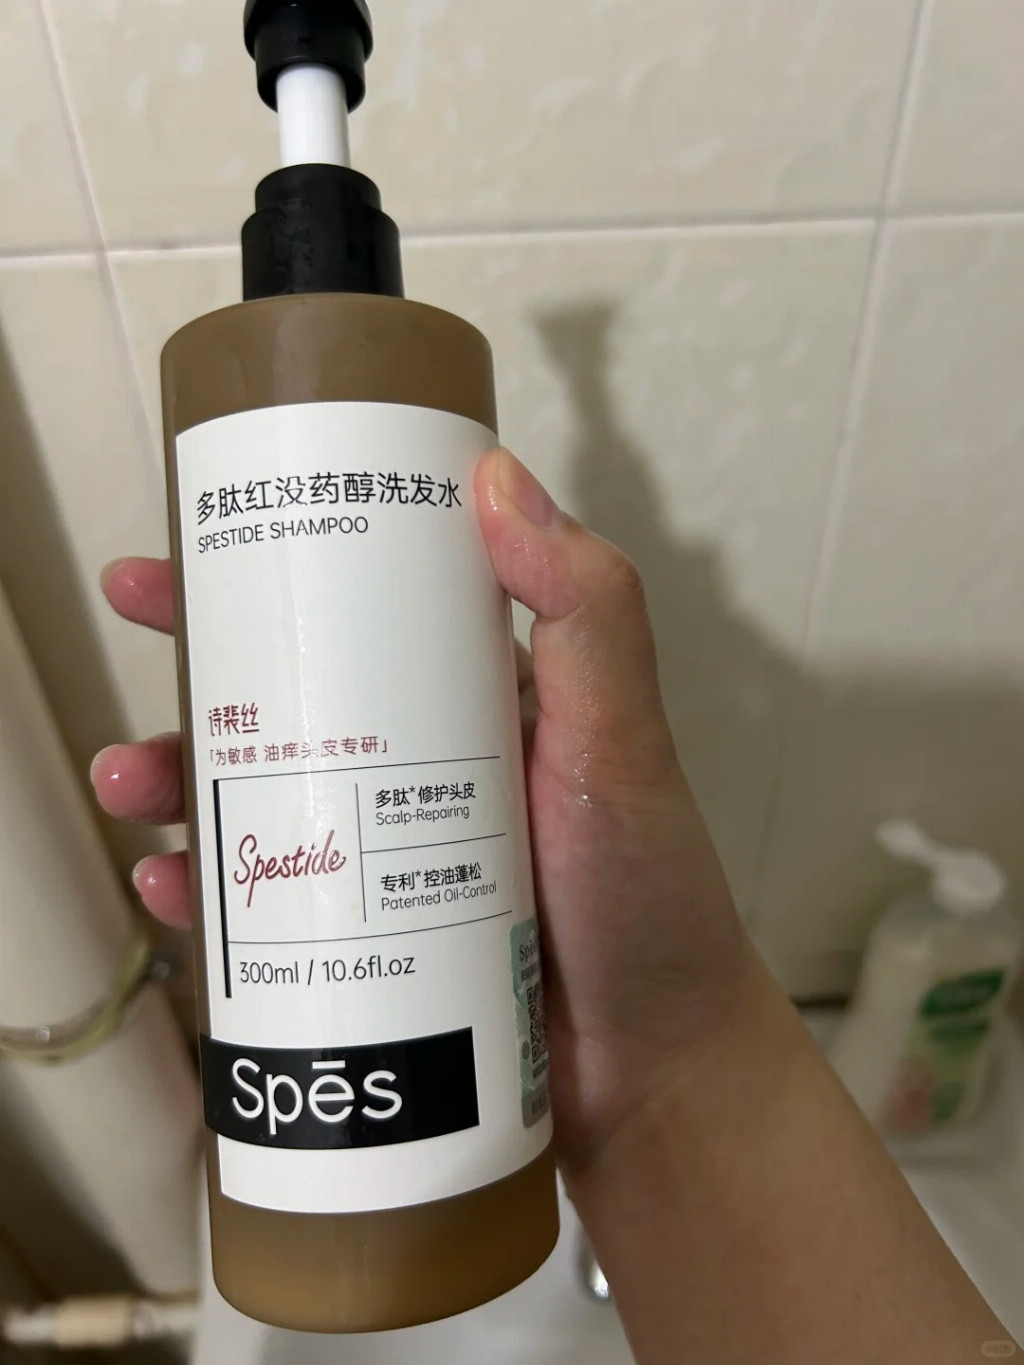 多肽红没药醇洗发水
SPESTIDE SHAMPOO
诗裴丝
「为敏感 油痒头皮专研」
Spestide
多肽*修护头皮
Scalp-Repairing
专利*控油蓬松
Patented Oil-Control
300ml / 10.6fl.oz
Spēs